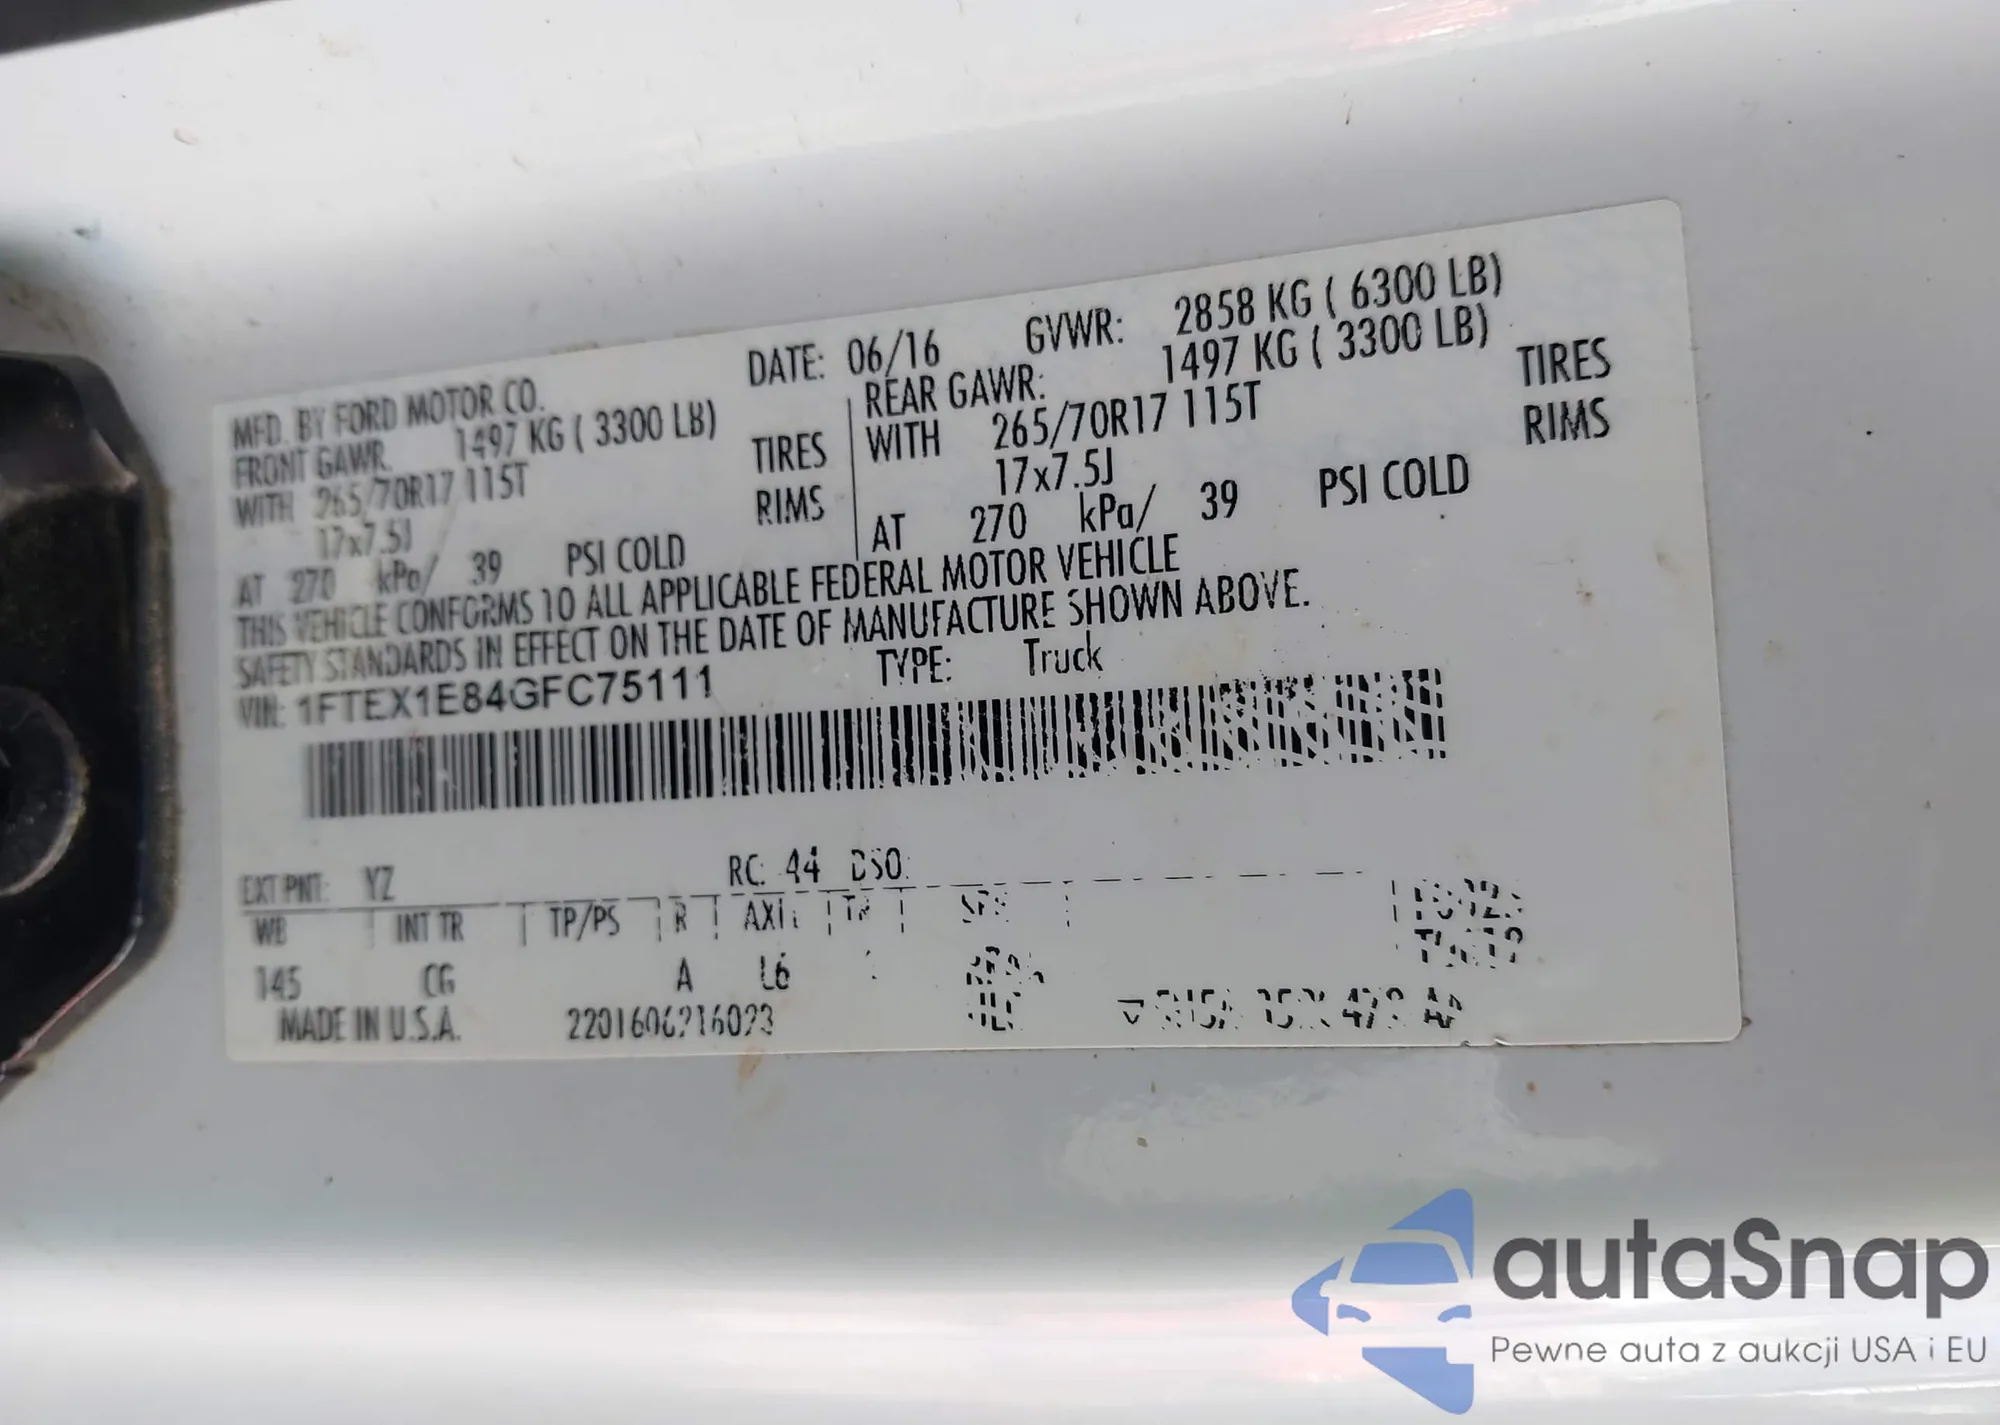 MFD. BY FORD MOTOR CO. DATE: 06/16 GVWR: 2858 KG ( 6300 LB)
FRONT GAWR. 1497 KG ( 3300 LB) REAR GAWR: 1497 KG ( 3300 LB)
WITH 265/70R17 115T TIRES WITH 265/70R17 115T TIRES
17x7.5J RIMS 17x7.5J RIMS
AT 270 kPa/ 39 PSI COLD AT 270 kPa/ 39 PSI COLD
THIS VEHICLE CONFORMS TO ALL APPLICABLE FEDERAL MOTOR VEHICLE
SAFETY STANDARDS IN EFFECT ON THE DATE OF MANUFACTURE SHOWN ABOVE.
VIN: 1FTEX1E84GFC75111 TYPE: Truck
EXT PNT: YZ RC: 44 DSO:
WB INT TR TP/PS R AXLE TR SPR
145 CG A L6
MADE IN U.S.A.
autaSnap
Pewne auta z aukcji USA i EU